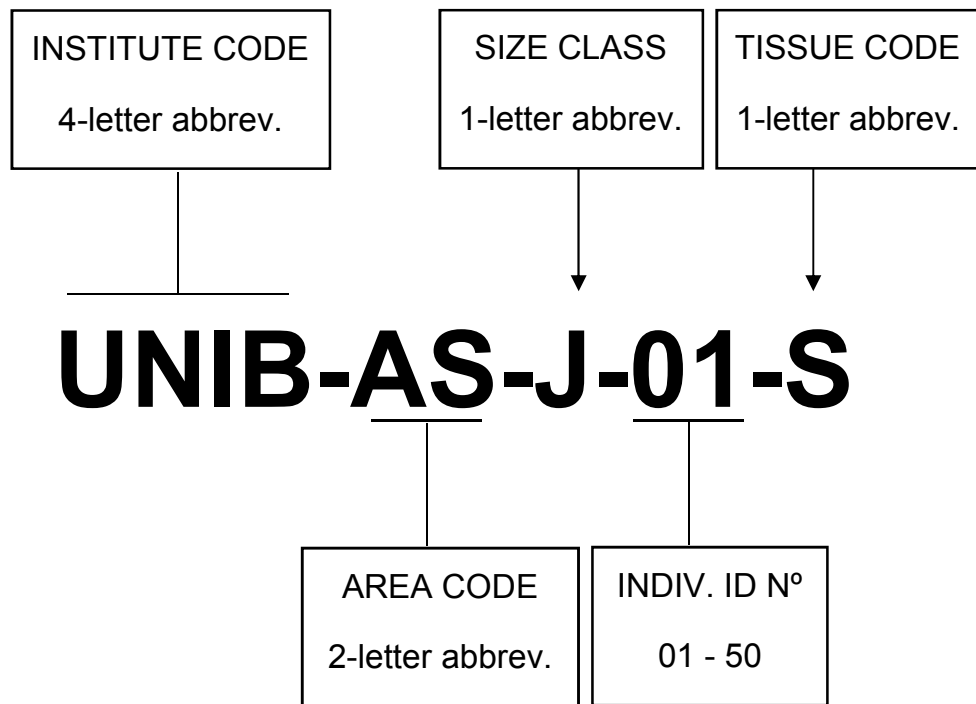 INSTITUTE CODE
4-letter abbrev.
SIZE CLASS
1-letter abbrev.
TISSUE CODE
1-letter abbrev.
UNIB-AS-J-01-S
AREA CODE
2-letter abbrev.
INDIV. ID Nº
01 - 50